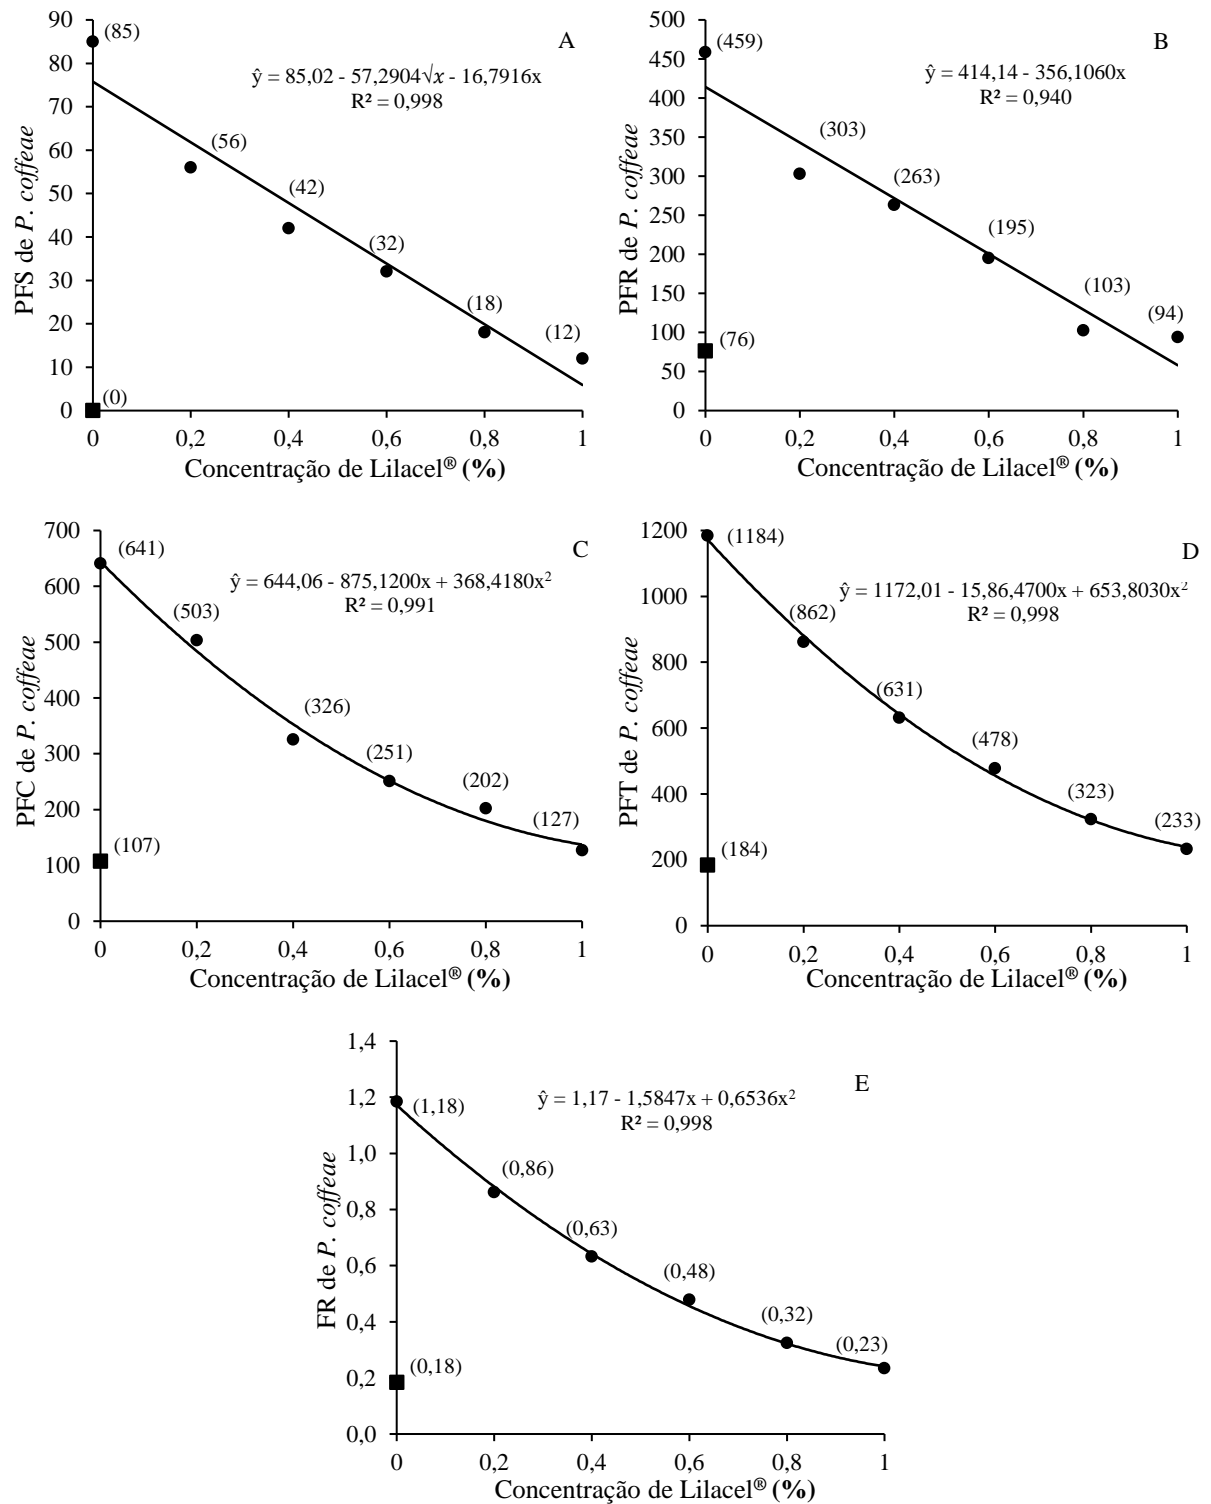 A
ŷ = 85,02 - 57,2904√x - 16,7916x
R² = 0,998
PFS de P. coffeae
90
80
70
60
50
40
30
20
10
0
(85)
(56)
(42)
(32)
(18)
(12)
(0)
0 0,2 0,4 0,6 0,8 1
Concentração de Lilacel® (%)
B
ŷ = 414,14 - 356,1060x
R² = 0,940
PFR de P. coffeae
500
450
400
350
300
250
200
150
100
50
0
(459)
(303)
(263)
(195)
(103)
(94)
(76)
0 0,2 0,4 0,6 0,8 1
Concentração de Lilacel® (%)
C
ŷ = 644,06 - 875,1200x + 368,4180x²
R² = 0,991
PFC de P. coffeae
700
600
500
400
300
200
100
0
(641)
(503)
(326)
(251)
(202)
(127)
(107)
0 0,2 0,4 0,6 0,8 1
Concentração de Lilacel® (%)
D
ŷ = 1172,01 - 15,86,4700x + 653,8030x²
R² = 0,998
PFT de P. coffeae
1200
1000
800
600
400
200
0
(1184)
(862)
(631)
(478)
(323)
(233)
(184)
0 0,2 0,4 0,6 0,8 1
Concentração de Lilacel® (%)
E
ŷ = 1,17 - 1,5847x + 0,6536x²
R² = 0,998
FR de P. coffeae
1,4
1,2
1,0
0,8
0,6
0,4
0,2
0,0
(1,18)
(0,86)
(0,63)
(0,48)
(0,32)
(0,23)
(0,18)
0 0,2 0,4 0,6 0,8 1
Concentração de Lilacel® (%)